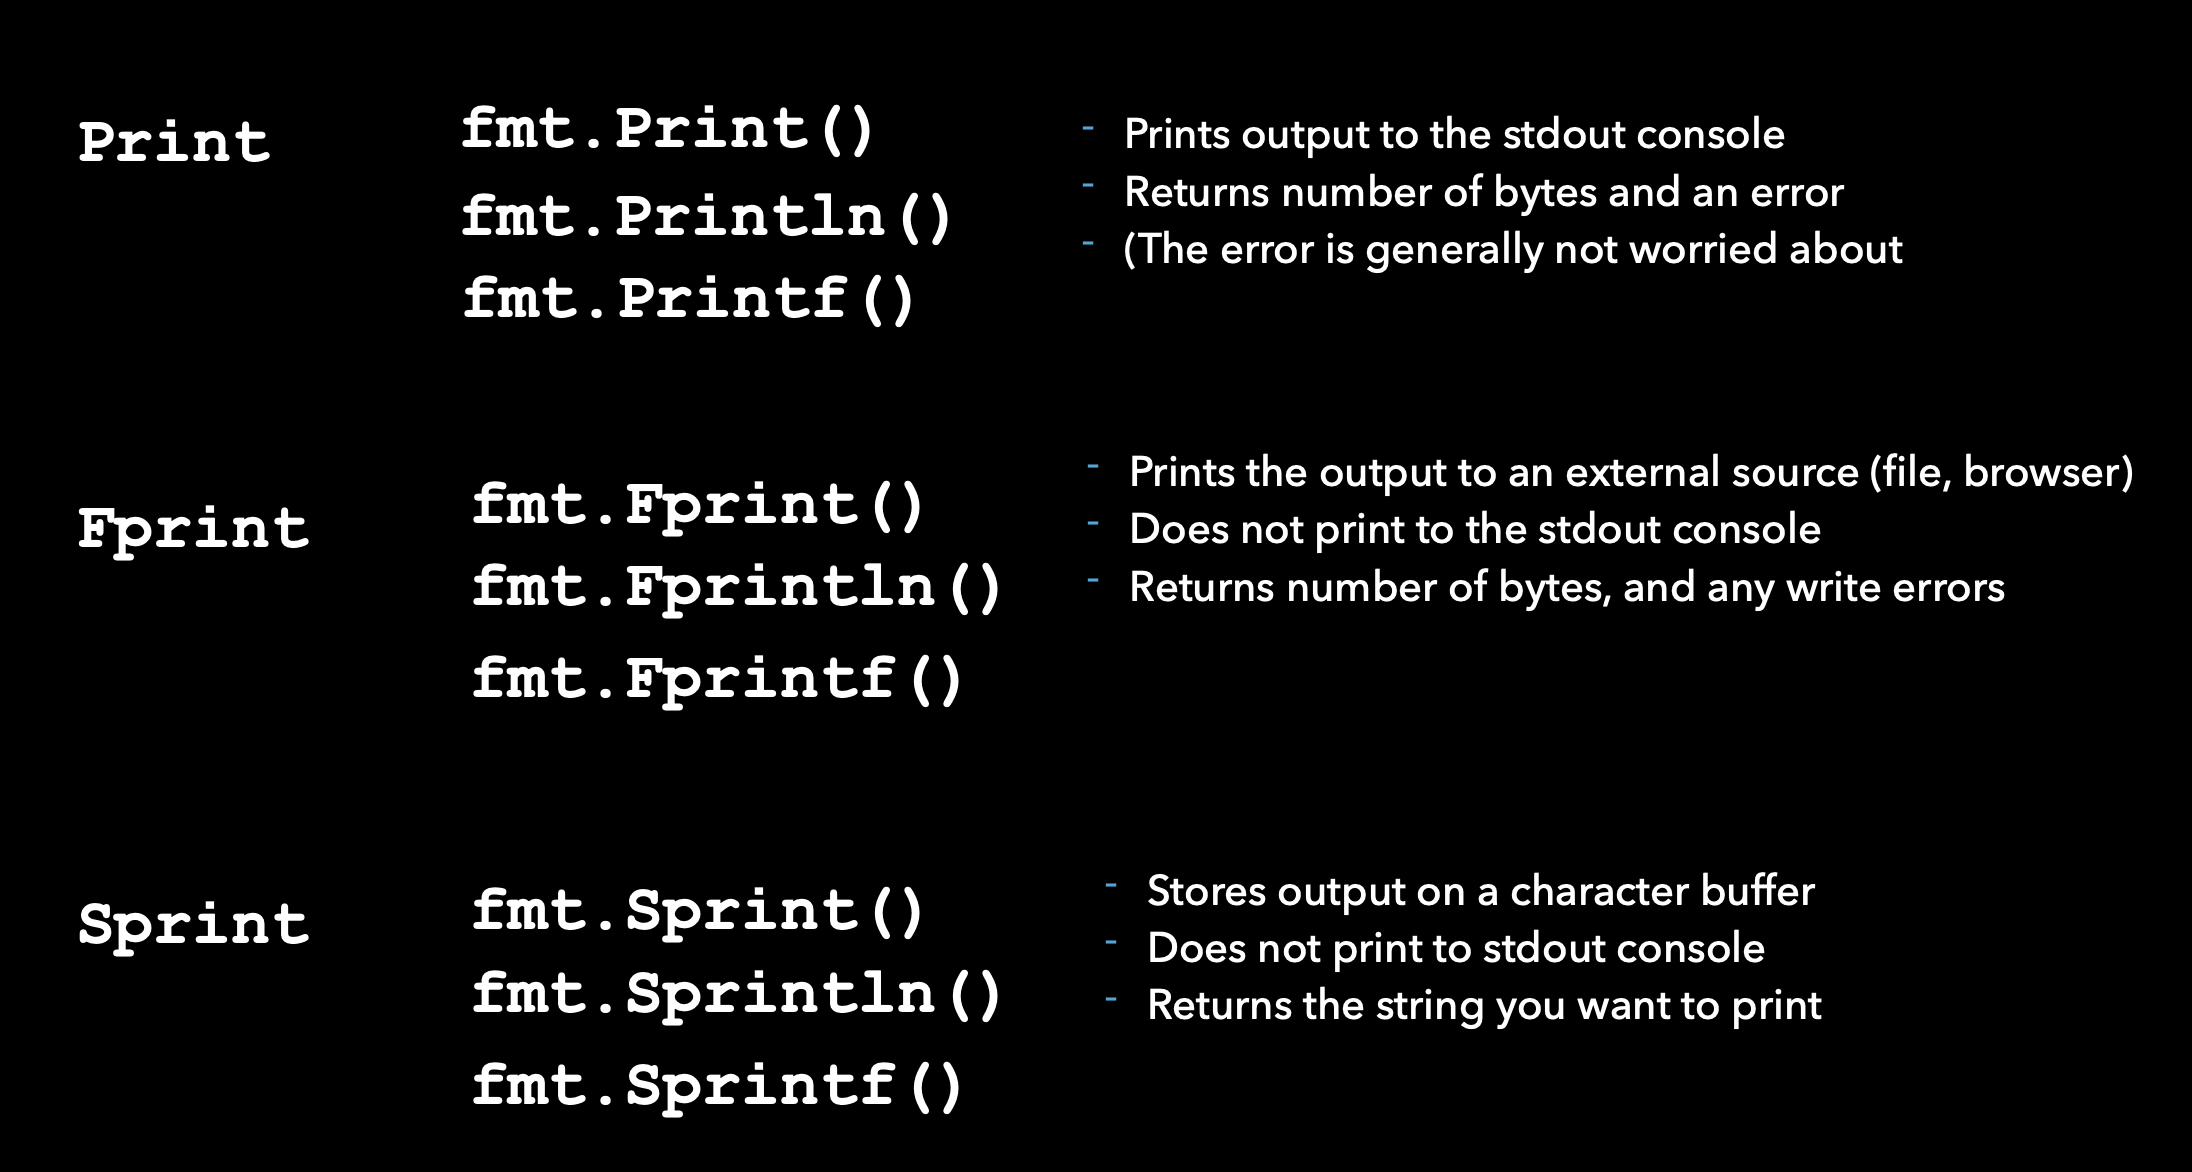 Print
fmt.Print()
fmt.Println()
fmt.Printf()
- Prints output to the stdout console
- Returns number of bytes and an error
- (The error is generally not worried about
Fprint
fmt.Fprint()
fmt.Fprintln()
fmt.Fprintf()
- Prints the output to an external source (file, browser)
- Does not print to the stdout console
- Returns number of bytes, and any write errors
Sprint
fmt.Sprint()
fmt.Sprintln()
fmt.Sprintf()
- Stores output on a character buffer
- Does not print to stdout console
- Returns the string you want to print